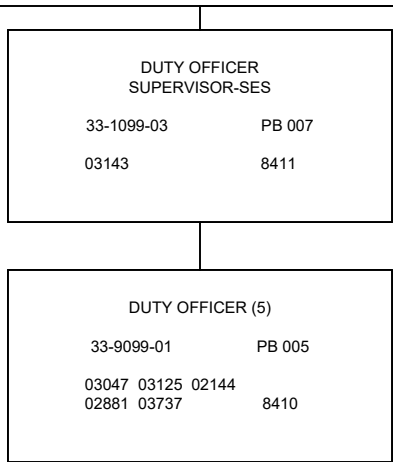 DUTY OFFICER
SUPERVISOR-SES
33-1099-03 PB 007
03143 8411
DUTY OFFICER (5)
33-9099-01 PB 005
03047 03125 02144
02881 03737 8410